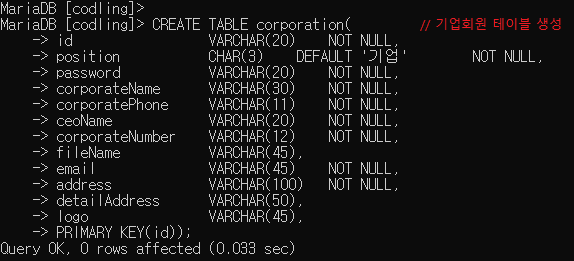 MariaDB [codling]>
MariaDB [codling]> CREATE TABLE corporation( // 기업회원 테이블 생성
-> id VARCHAR(20) NOT NULL,
-> position CHAR(3) DEFAULT '기업' NOT NULL,
-> password VARCHAR(20) NOT NULL,
-> corporateName VARCHAR(30) NOT NULL,
-> corporatePhone VARCHAR(11) NOT NULL,
-> ceoName VARCHAR(20) NOT NULL,
-> corporateNumber VARCHAR(12) NOT NULL,
-> fileName VARCHAR(45),
-> email VARCHAR(45) NOT NULL,
-> address VARCHAR(100) NOT NULL,
-> detailAddress VARCHAR(50),
-> logo VARCHAR(45),
-> PRIMARY KEY(id));
Query OK, 0 rows affected (0.033 sec)